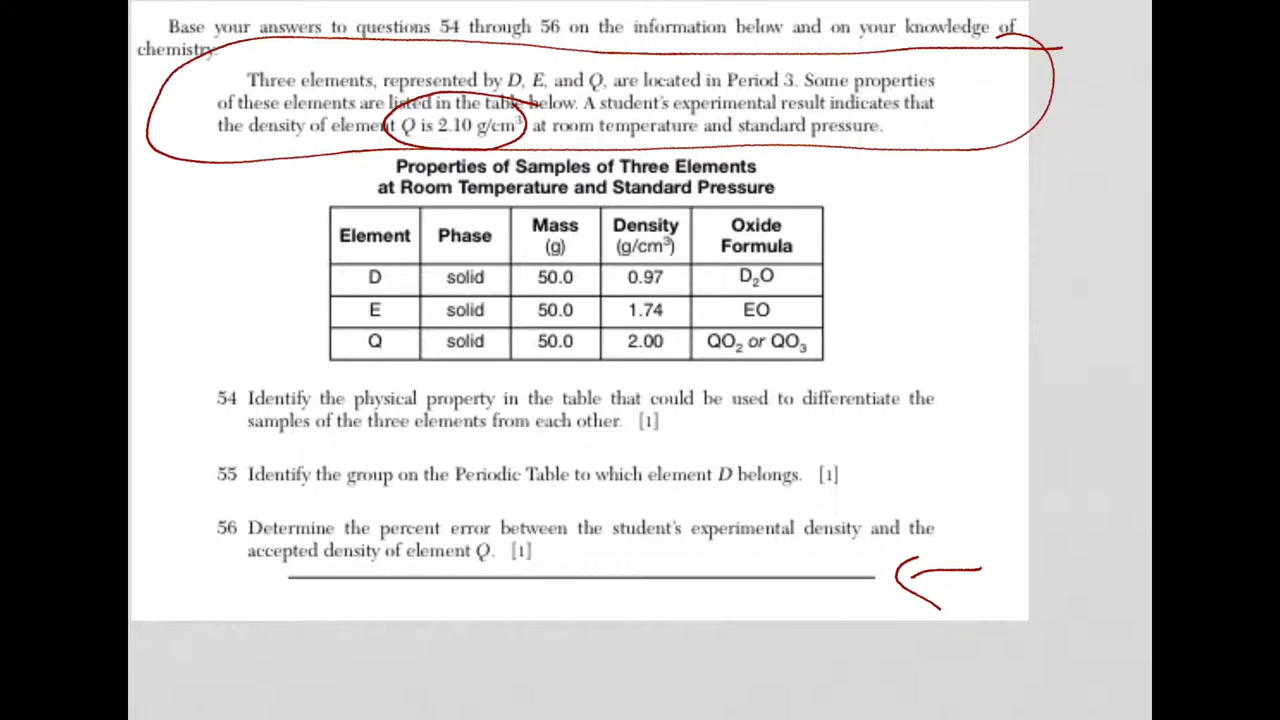 Base your answers to questions 54 through 56 on the information below and on your knowledge of
chemistry.
Three elements, represented by D, E, and Q, are located in Period 3. Some properties
of these elements are listed in the table below. A student's experimental result indicates that
the density of element Q is 2.10 g/cm³ at room temperature and standard pressure.
Properties of Samples of Three Elements
at Room Temperature and Standard Pressure
Element Phase Mass (g) Density (g/cm³) Oxide Formula
D solid 50.0 0.97 D₂O
E solid 50.0 1.74 EO
Q solid 50.0 2.00 QO₂ or QO₃
54 Identify the physical property in the table that could be used to differentiate the
samples of the three elements from each other. [1]
55 Identify the group on the Periodic Table to which element D belongs. [1]
56 Determine the percent error between the student's experimental density and the
accepted density of element Q. [1]